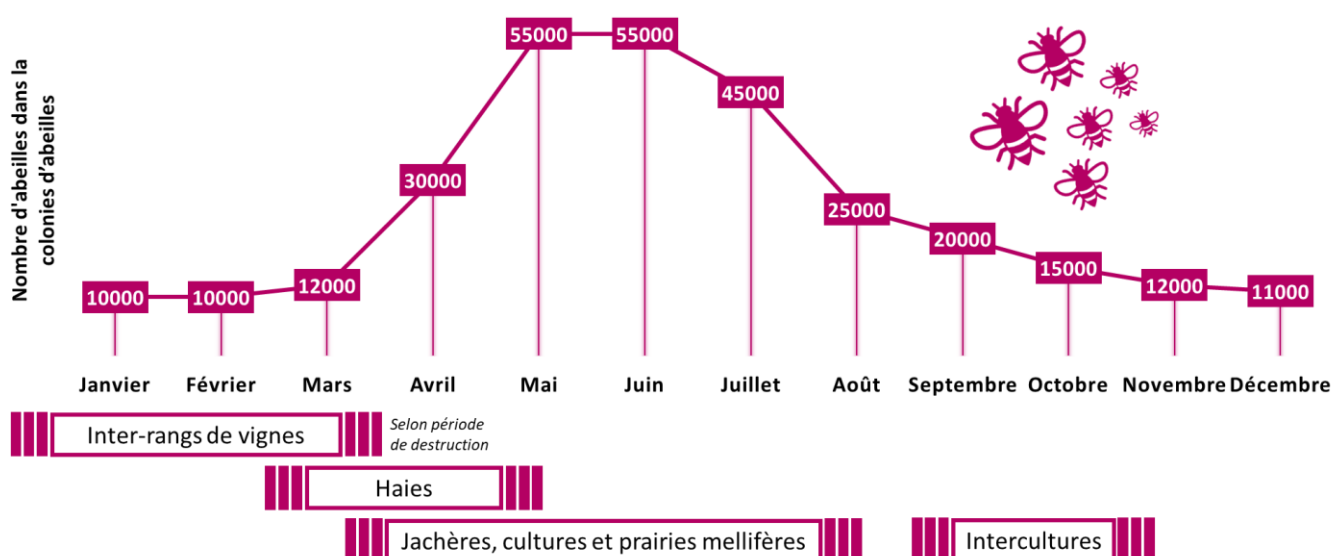 Nombre d'abeilles dans la
colonies d'abeilles
55000 55000
45000
30000
25000
20000
15000
10000 10000 12000 12000 11000
Janvier Février Mars Avril Mai Juin Juillet Août Septembre Octobre Novembre Décembre
Inter-rangs de vignes
Selon période
de destruction
Haies
Jachères, cultures et prairies mellifères
Intercultures